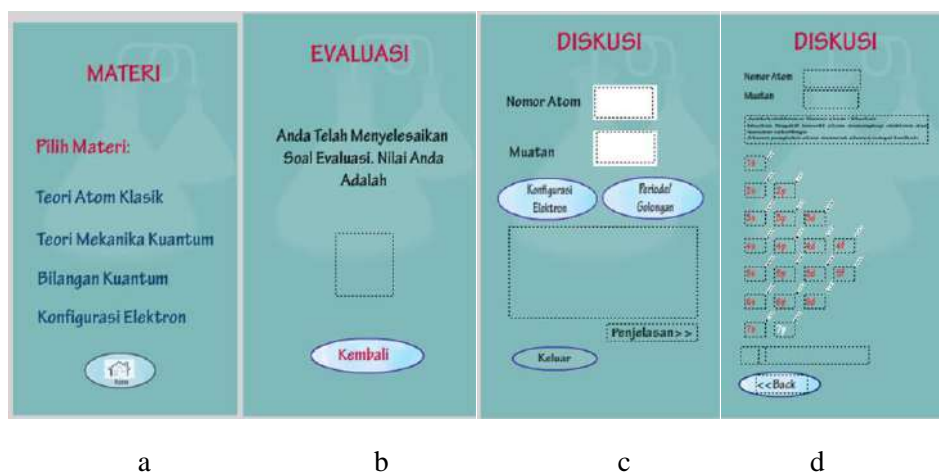 MATERI
Pilih Materi:
Teori Atom Klasik
Teori Mekanika Kuantum
Bilangan Kuantum
Konfigurasi Elektron
EVALUASI
Anda Telah Menyelesaikan
Soal Evaluasi. Nilai Anda
Adalah
Kembali
DISKUSI
Nomor Atom
Muatan
Konfigurasi
Elektron
Periode/
Golongan
Penjelasan>>
Keluar
DISKUSI
Nomor Atom
Muatan
1s
2s 2p
3s 3p 3d
4s 4p 4d 4f
5s 5p 5d 5f
6s 6p 6d
7s 7p
<<Back
a b c d